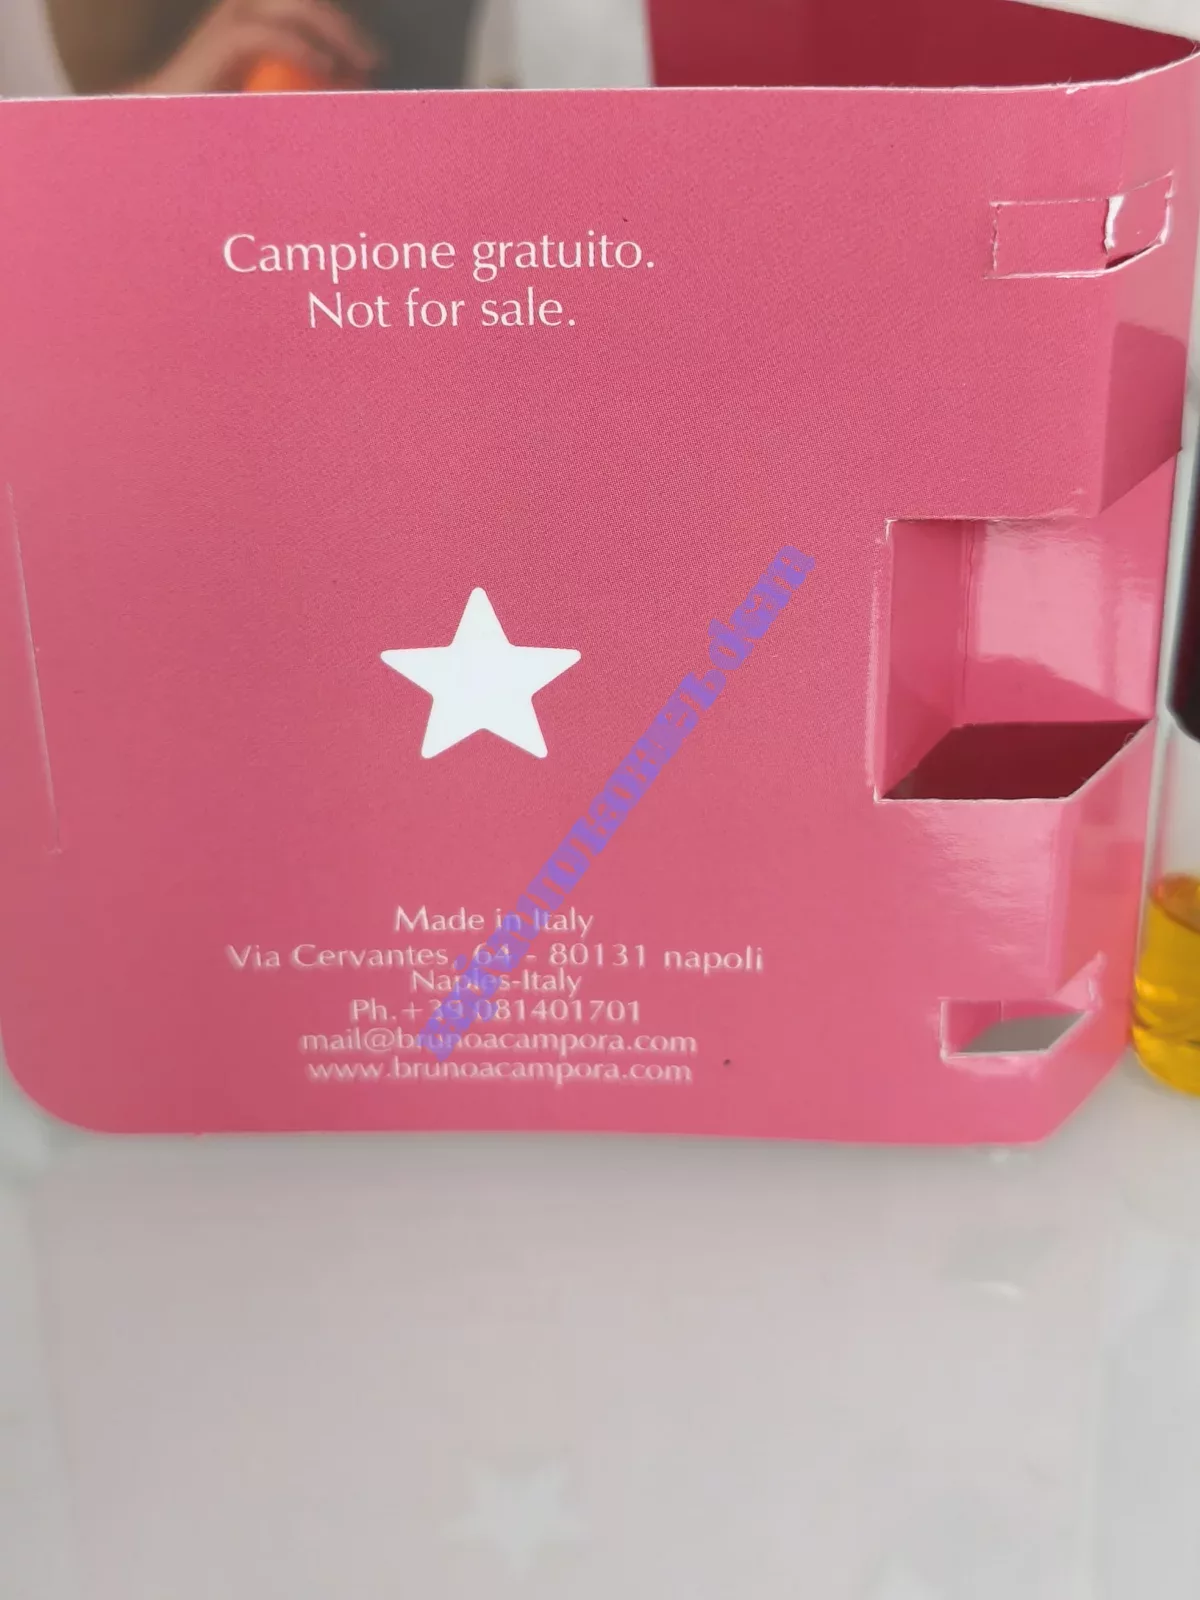 Campione gratuito.
Not for sale.
Made in Italy
Via Cervantes, 64 - 80131 napoli
Naples-Italy
Ph.+39 081401701
mail@brunoacampora.com
www.brunoacampora.com